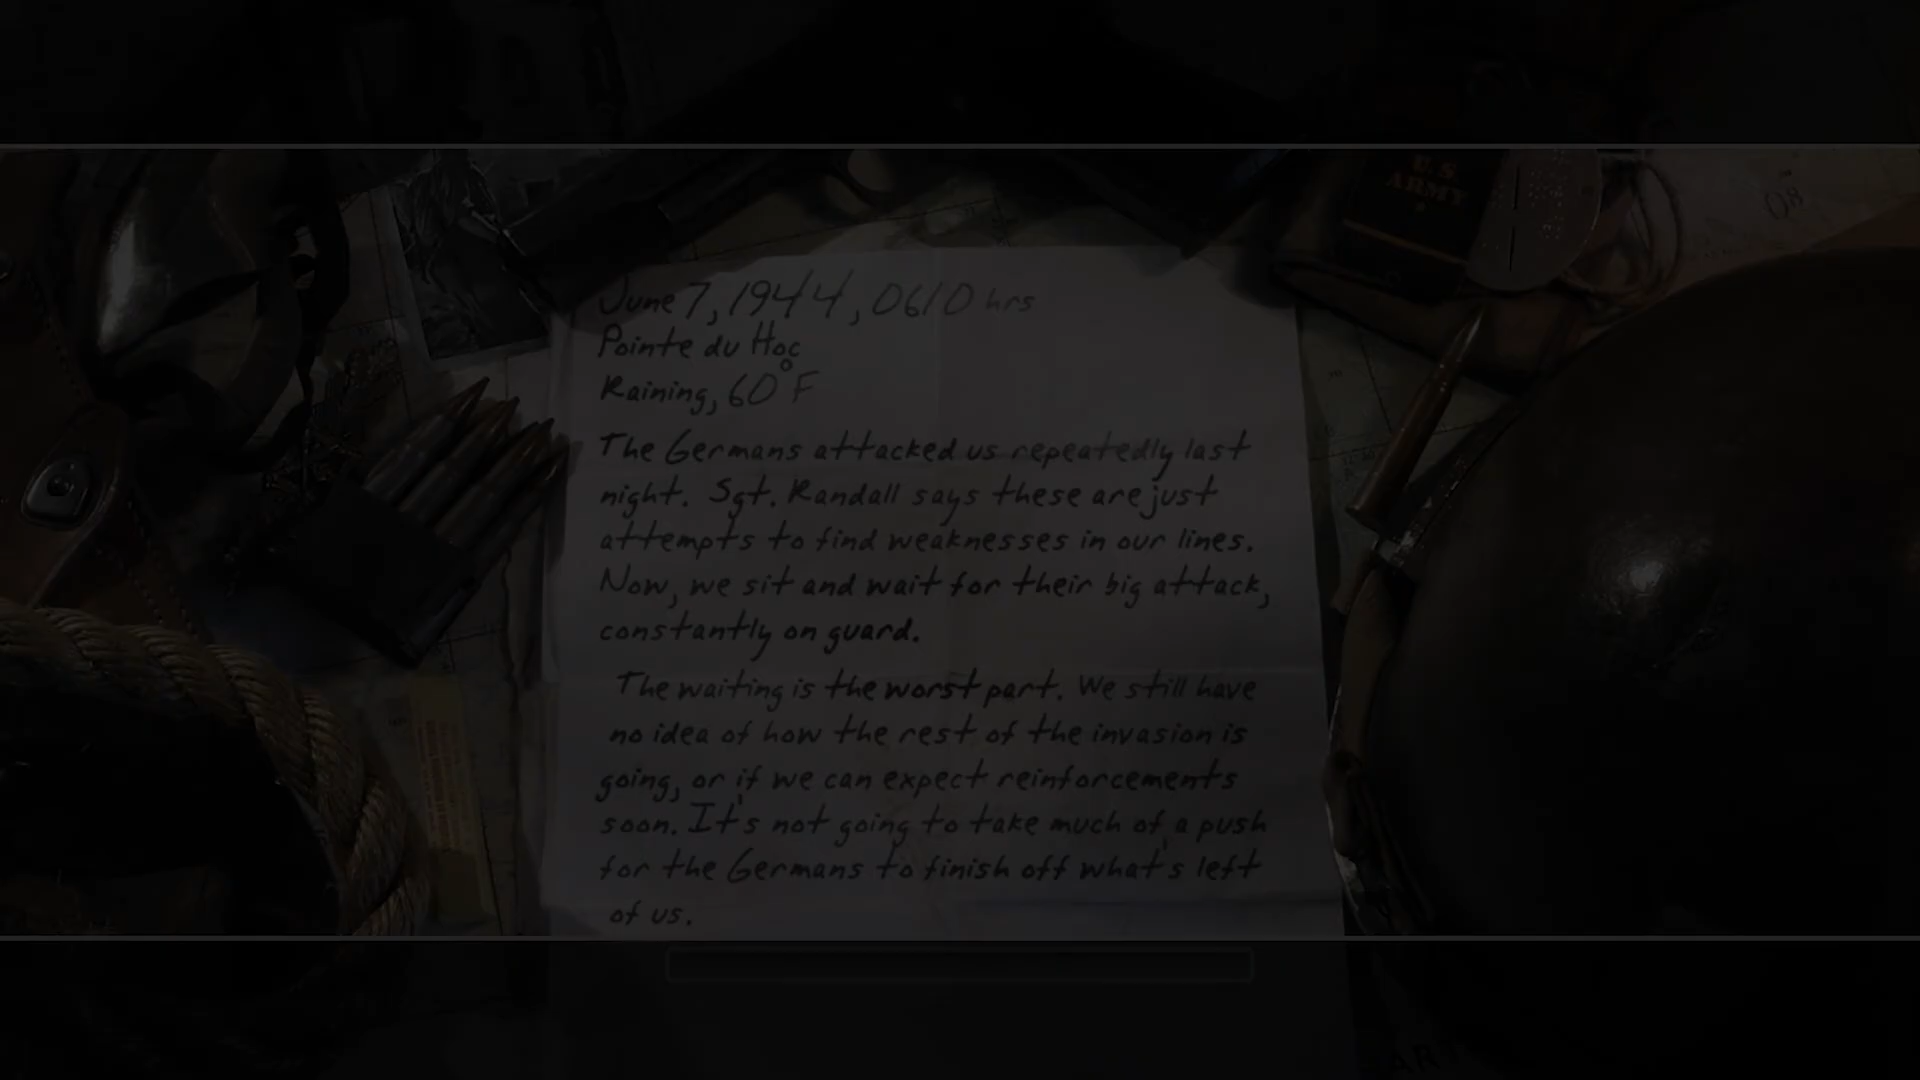 U.S
ARMY
08
June 7, 1944, 0610 hrs
Pointe du Hoc
Raining, 60°F
The Germans attacked us repeatedly last
night. Sgt. Randall says these are just
attempts to find weaknesses in our lines.
Now, we sit and wait for their big attack,
constantly on guard.
The waiting is the worst part. We still have
no idea of how the rest of the invasion is
going, or if we can expect reinforcements
soon. It's not going to take much of a push
for the Germans to finish off what's left
of us.